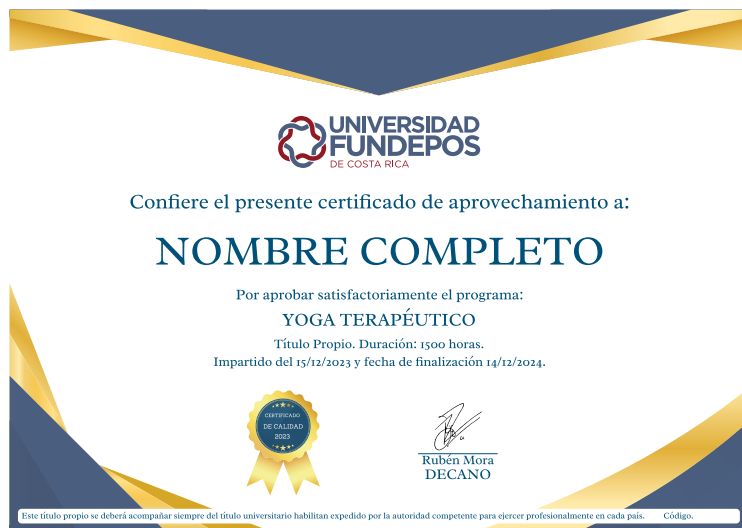 UNIVERSIDAD
FUNDEPOS
DE COSTA RICA
Confiere el presente certificado de aprovechamiento a:
NOMBRE COMPLETO
Por aprobar satisfactoriamente el programa:
YOGA TERAPÉUTICO
Título Propio. Duración: 1500 horas.
Impartido del 15/12/2023 y fecha de finalización 14/12/2024.
CERTIFICADO
DE CALIDAD
2023
Rubén Mora
DECANO
Este título propio se deberá acompañar siempre del título universitario habilitan expedido por la autoridad competente para ejercer profesionalmente en cada país. Código.